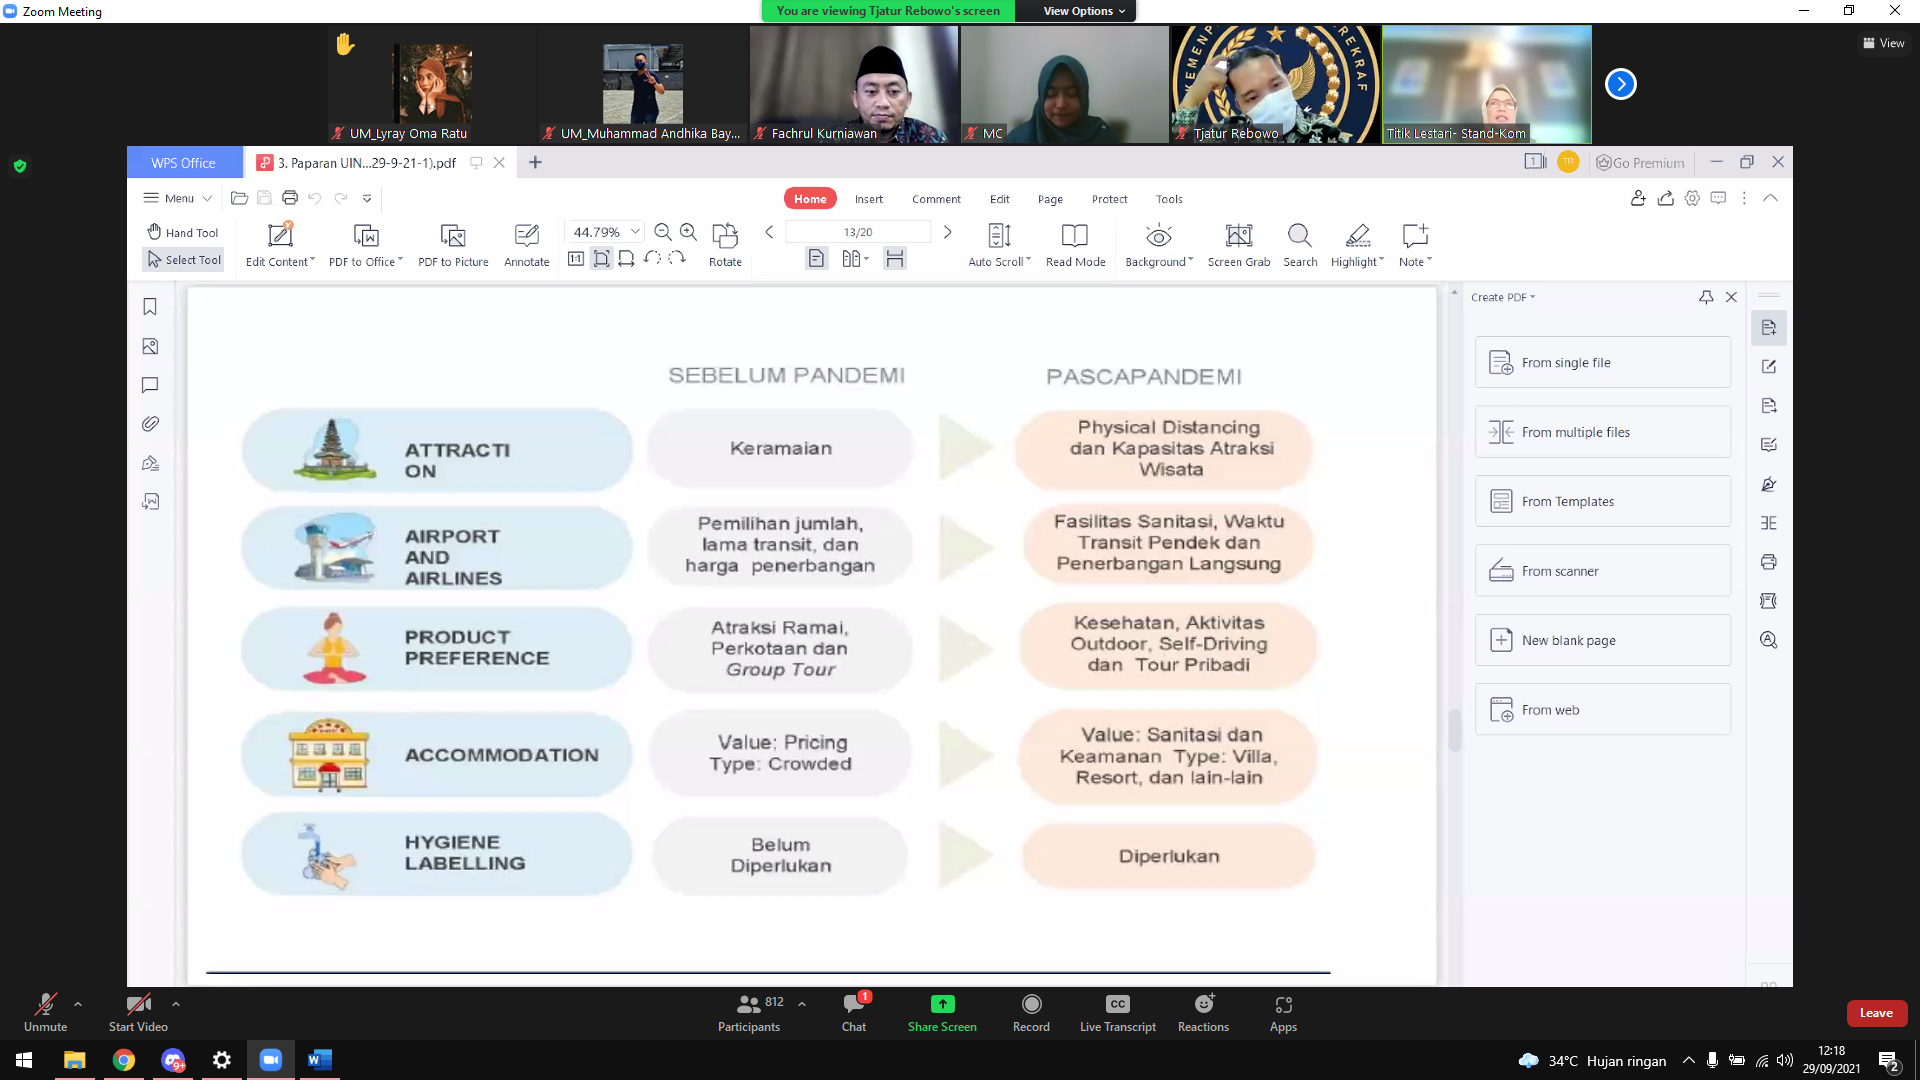 Zoom Meeting
You are viewing Tjatur Rebowo's screen
View Options
View
UM_Lyray Oma Ratu
UM_Muhammad Andhika Bay...
Fachrul Kurniawan
MC
Tjatur Rebowo
Titik Lestari- Stand-Kom
WPS Office
3. Paparan UIN...29-9-21-1).pdf
1
TR
Go Premium
Menu
Home
Insert
Comment
Edit
Page
Protect
Tools
Hand Tool
Select Tool
Edit Content
PDF to Office
PDF to Picture
Annotate
44.79%
Rotate
13/20
Auto Scroll
Read Mode
Background
Screen Grab
Search
Highlight
Note
Create PDF
From single file
From multiple files
From Templates
From scanner
New blank page
From web
SEBELUM PANDEMI
PASCAPANDEMI
ATTRACTI
ON
Keramaian
Physical Distancing
dan Kapasitas Atraksi
Wisata
AIRPORT
AND
AIRLINES
Pemilihan jumlah,
lama transit, dan
harga penerbangan
Fasilitas Sanitasi, Waktu
Transit Pendek dan
Penerbangan Langsung
PRODUCT
PREFERENCE
Atraksi Ramai,
Perkotaan dan
Group Tour
Kesehatan, Aktivitas
Outdoor, Self-Driving
dan Tour Pribadi
ACCOMMODATION
Value: Pricing
Type: Crowded
Value: Sanitasi dan
Keamanan Type: Villa,
Resort, dan lain-lain
HYGIENE
LABELLING
Belum
Diperlukan
Diperlukan
Unmute
Start Video
812
Participants
1
Chat
Share Screen
Record
CC
Live Transcript
Reactions
Apps
Leave
9+
34°C Hujan ringan
12:18
29/09/2021
2